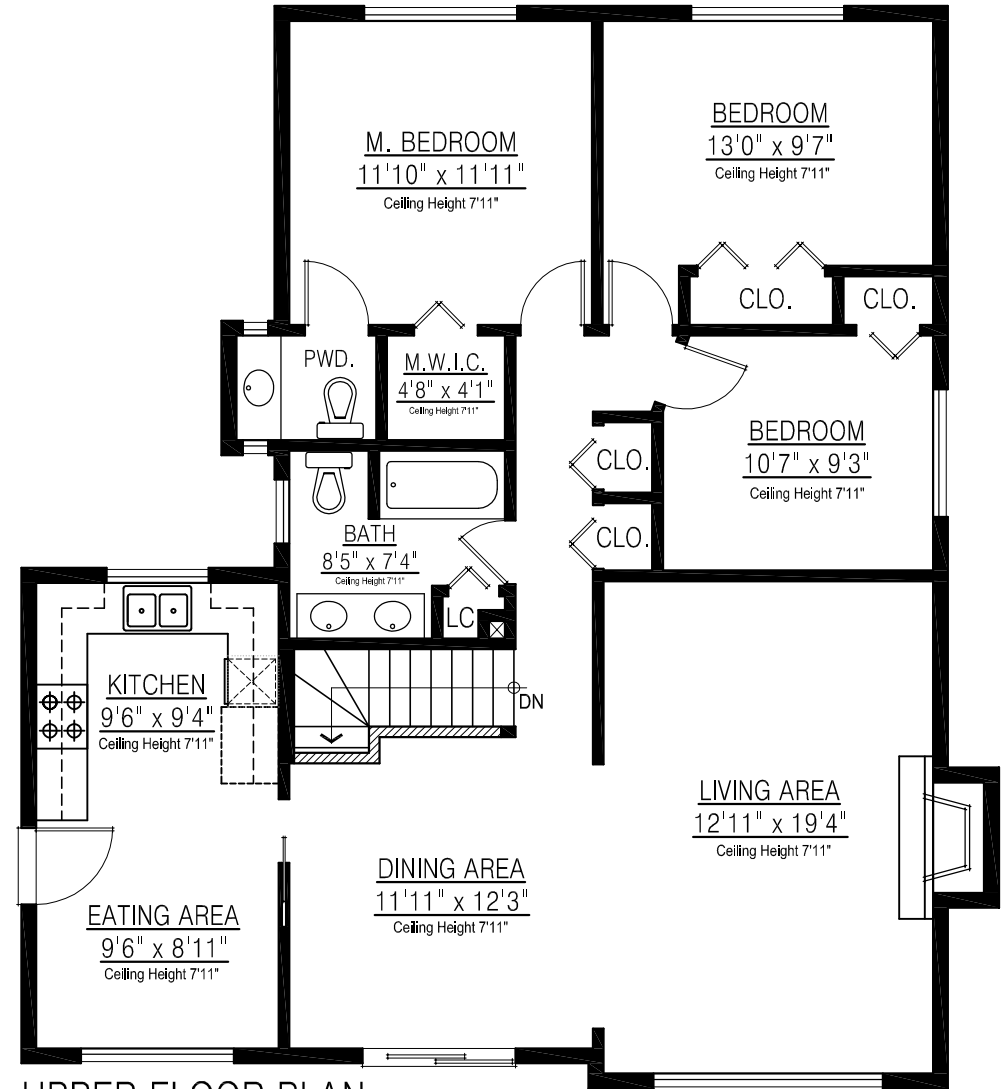 M. BEDROOM
11'10" x 11'11"
Ceiling Height 7'11"
BEDROOM
13'0" x 9'7"
Ceiling Height 7'11"
CLO.
CLO.
PWD.
M.W.I.C.
4'8" x 4'1"
Ceiling Height 7'11"
BEDROOM
10'7" x 9'3"
Ceiling Height 7'11"
CLO.
CLO.
BATH
8'5" x 7'4"
Ceiling Height 7'11"
LC
KITCHEN
9'6" x 9'4"
Ceiling Height 7'11"
DN
LIVING AREA
12'11" x 19'4"
Ceiling Height 7'11"
DINING AREA
11'11" x 12'3"
Ceiling Height 7'11"
EATING AREA
9'6" x 8'11"
Ceiling Height 7'11"
UPPER FLOOR PLAN